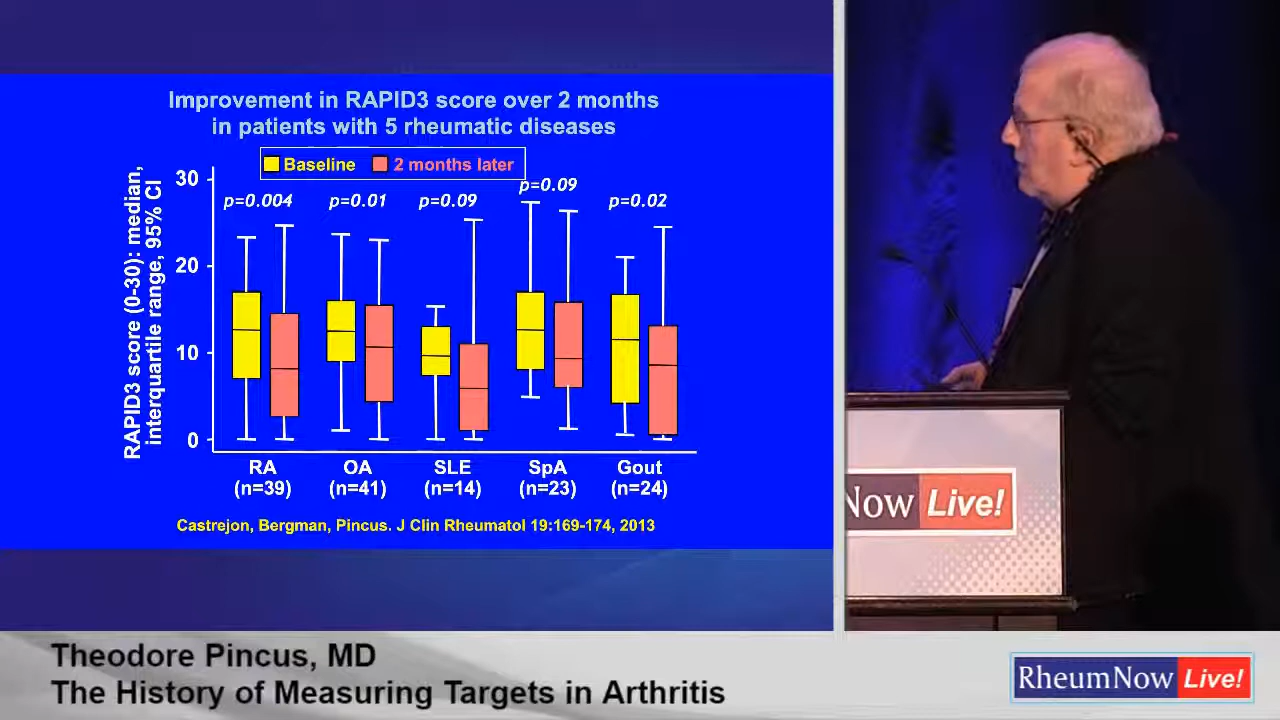 Improvement in RAPID3 score over 2 months
in patients with 5 rheumatic diseases
Baseline 2 months later
RAPID3 score (0-30): median,
interquartile range, 95% CI
30
20
10
0
p=0.004 p=0.01 p=0.09 p=0.09 p=0.02
RA OA SLE SpA Gout
(n=39) (n=41) (n=14) (n=23) (n=24)
Castrejon, Bergman, Pincus. J Clin Rheumatol 19:169-174, 2013
Now Live!
Theodore Pincus, MD
The History of Measuring Targets in Arthritis
RheumNow Live!